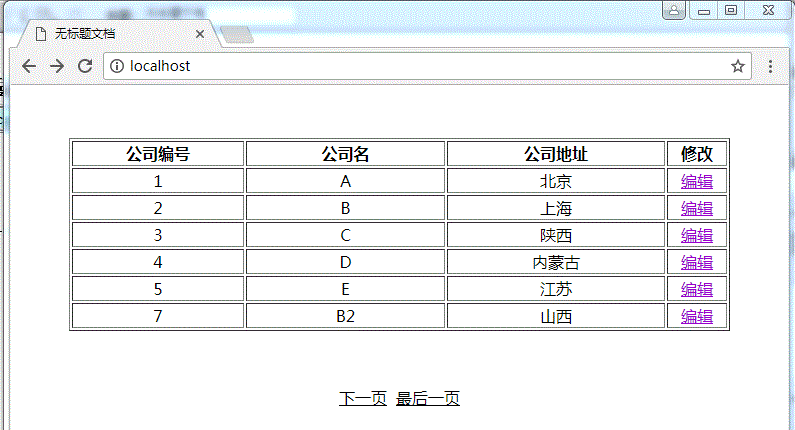 无标题文档
localhost
公司编号 公司名 公司地址 修改
1 A 北京 编辑
2 B 上海 编辑
3 C 陕西 编辑
4 D 内蒙古 编辑
5 E 江苏 编辑
7 B2 山西 编辑
下一页 最后一页